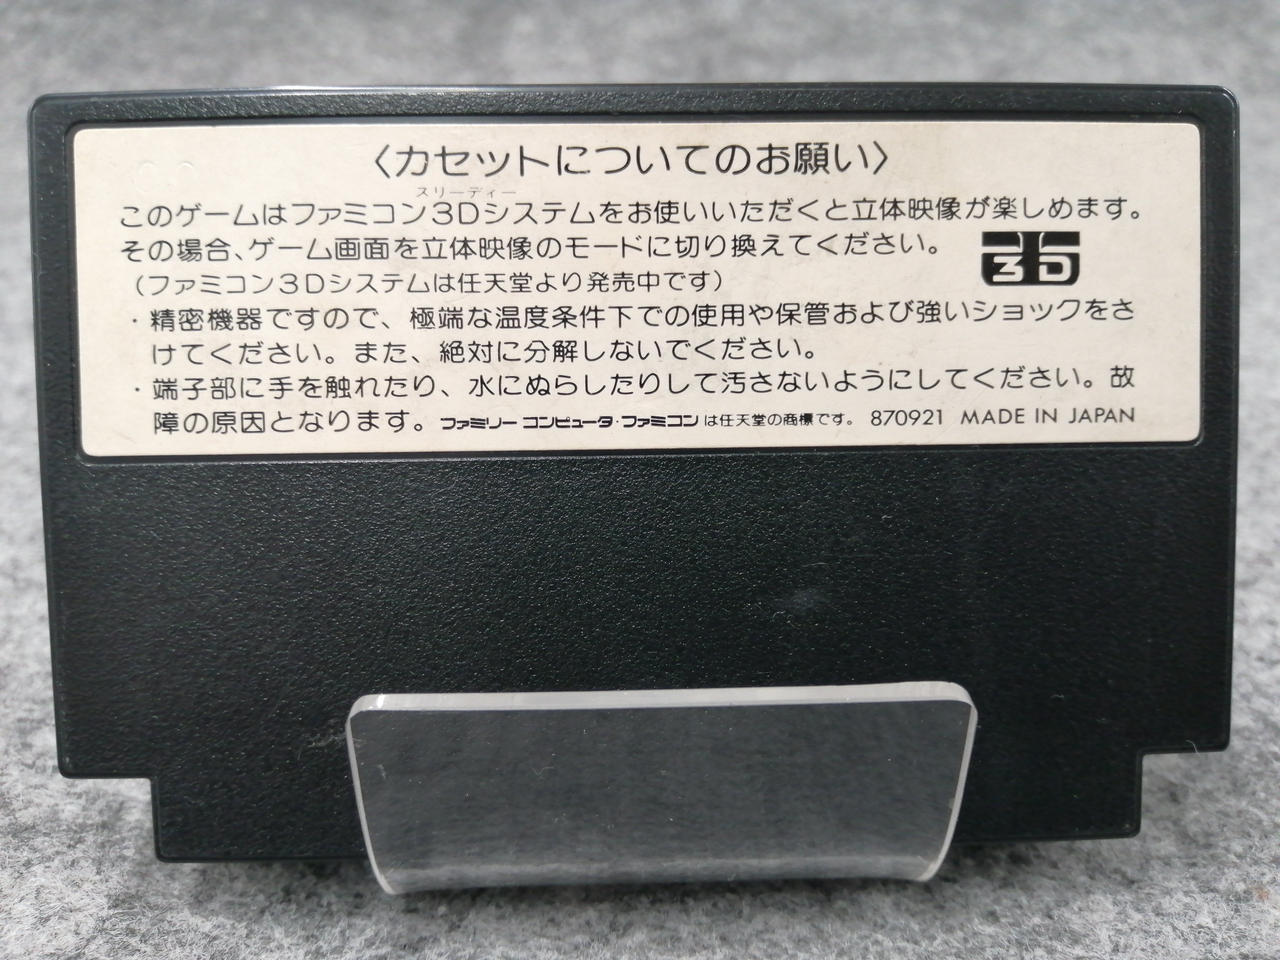 〈カセットについてのお願い〉
スリーディー
このゲームはファミコン3Dシステムをお使いいただくと立体映像が楽しめます。
その場合、ゲーム画面を立体映像のモードに切り換えてください。
3D
(ファミコン3Dシステムは任天堂より発売中です)
・精密機器ですので、極端な温度条件下での使用や保管および強いショックをさ
けてください。また、絶対に分解しないでください。
・端子部に手を触れたり、水にぬらしたりして汚さないようにしてください。故
障の原因となります。 ファミリーコンピュータ・ファミコンは任天堂の商標です。 870921 MADE IN JAPAN